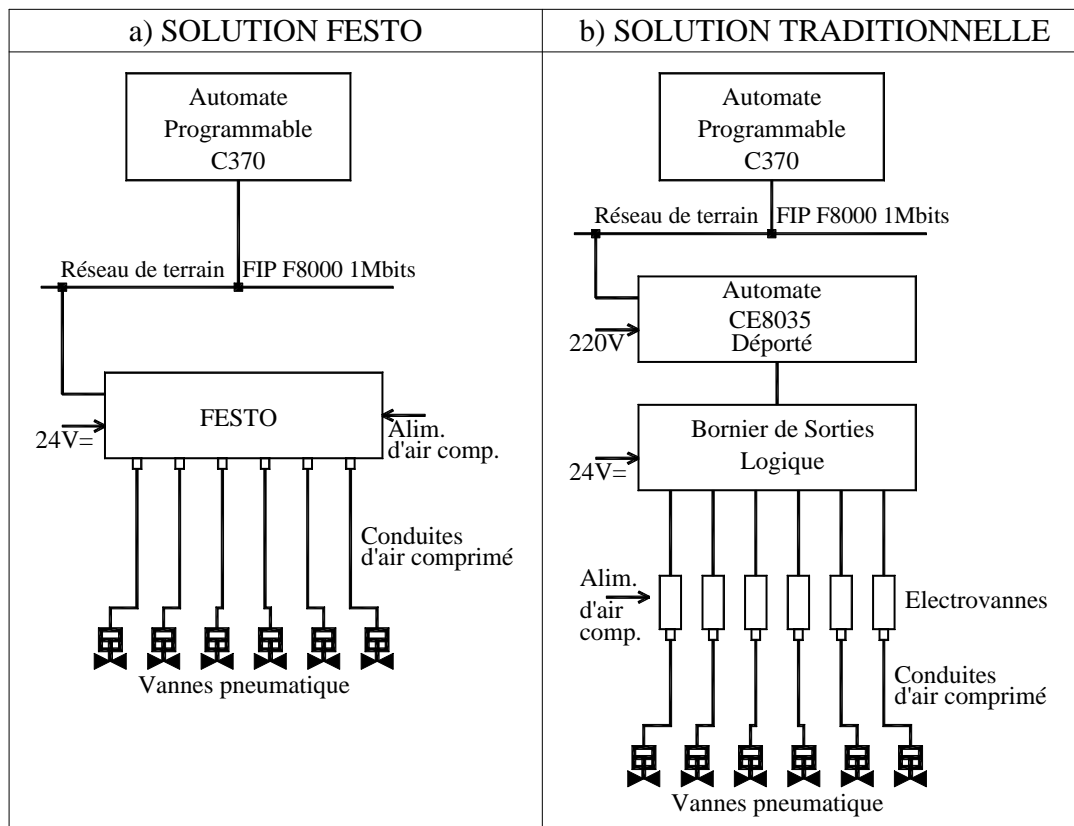 a) SOLUTION FESTO
Automate
Programmable
C370
Réseau de terrain FIP F8000 1Mbits
FESTO
24V=
Alim.
d'air comp.
Conduites
d'air comprimé
Vannes pneumatique
b) SOLUTION TRADITIONNELLE
Automate
Programmable
C370
Réseau de terrain FIP F8000 1Mbits
Automate
CE8035
Déporté
220V
Bornier de Sorties
Logique
24V=
Alim.
d'air
comp.
Electrovannes
Conduites
d'air comprimé
Vannes pneumatique